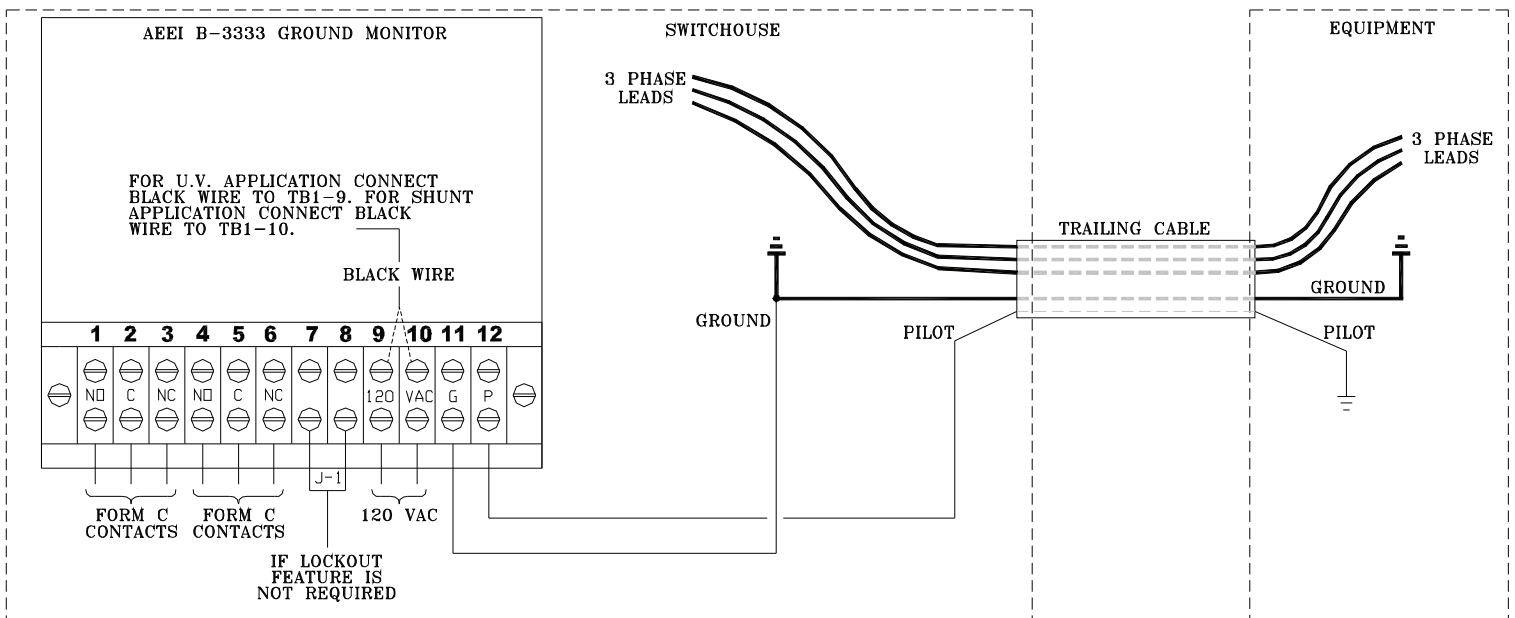 AEEI B-3333 GROUND MONITOR
SWITCHOUSE
EQUIPMENT
3 PHASE
LEADS
3 PHASE
LEADS
FOR U.V. APPLICATION CONNECT
BLACK WIRE TO TB1-9. FOR SHUNT
APPLICATION CONNECT BLACK
WIRE TO TB1-10.
BLACK WIRE
TRAILING CABLE
GROUND
GROUND
PILOT
PILOT
1 2 3 4 5 6 7 8 9 10 11 12
NO C NC NO C NC 120 VAC G P
J-1
FORM C
CONTACTS
FORM C
CONTACTS
120 VAC
IF LOCKOUT
FEATURE IS
NOT REQUIRED